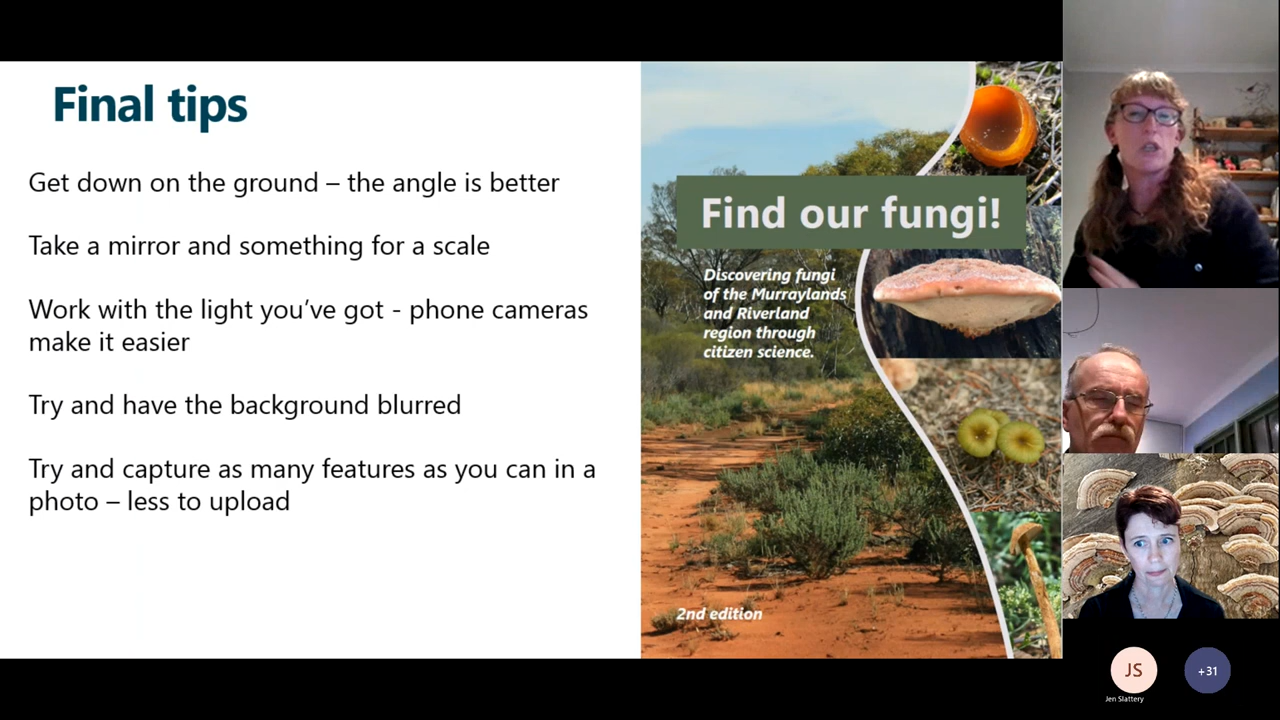 Final tips
Get down on the ground – the angle is better
Take a mirror and something for a scale
Work with the light you’ve got - phone cameras
make it easier
Try and have the background blurred
Try and capture as many features as you can in a
photo – less to upload
Find our fungi!
Discovering fungi
of the Murraylands
and Riverland
region through
citizen science.
2nd edition
JS
+31
Jen Slattery